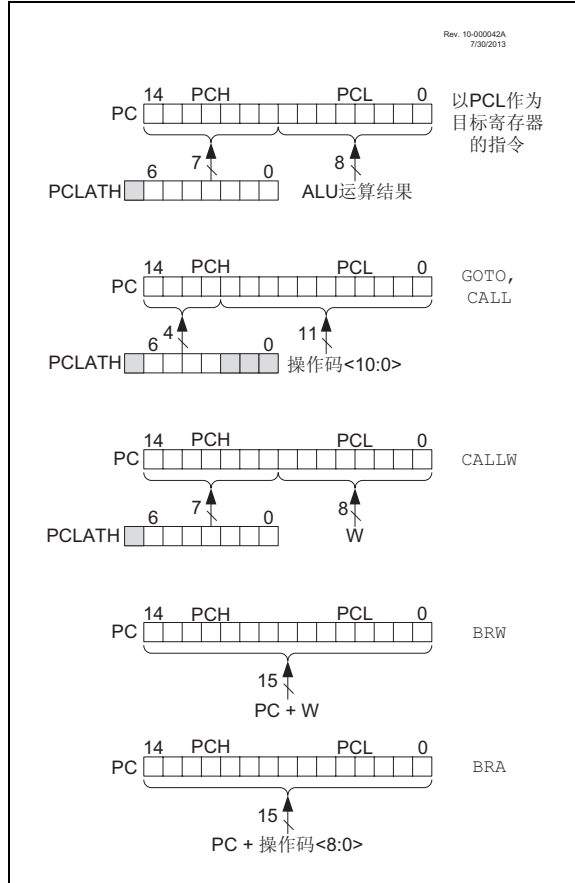 Rev. 10-000042A
7/30/2013
14 PCH PCL 0
PC
以PCL作为
目标寄存器
的指令
7 8
6 0
PCLATH
ALU运算结果
14 PCH PCL 0
PC
GOTO,
CALL
4 11
6 0
PCLATH
操作码<10:0>
14 PCH PCL 0
PC
CALLW
7 8
6 0
PCLATH
W
14 PCH PCL 0
PC
BRW
15
PC + W
14 PCH PCL 0
PC
BRA
15
PC + 操作码<8:0>